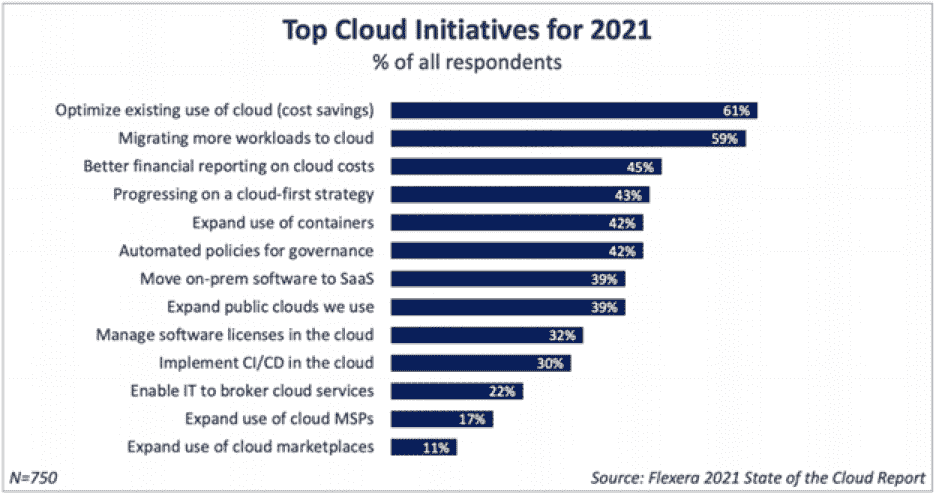 Top Cloud Initiatives for 2021
% of all respondents
Optimize existing use of cloud (cost savings) 61%
Migrating more workloads to cloud 59%
Better financial reporting on cloud costs 45%
Progressing on a cloud-first strategy 43%
Expand use of containers 42%
Automated policies for governance 42%
Move on-prem software to SaaS 39%
Expand public clouds we use 39%
Manage software licenses in the cloud 32%
Implement CI/CD in the cloud 30%
Enable IT to broker cloud services 22%
Expand use of cloud MSPs 17%
Expand use of cloud marketplaces 11%
N=750 Source: Flexera 2021 State of the Cloud Report